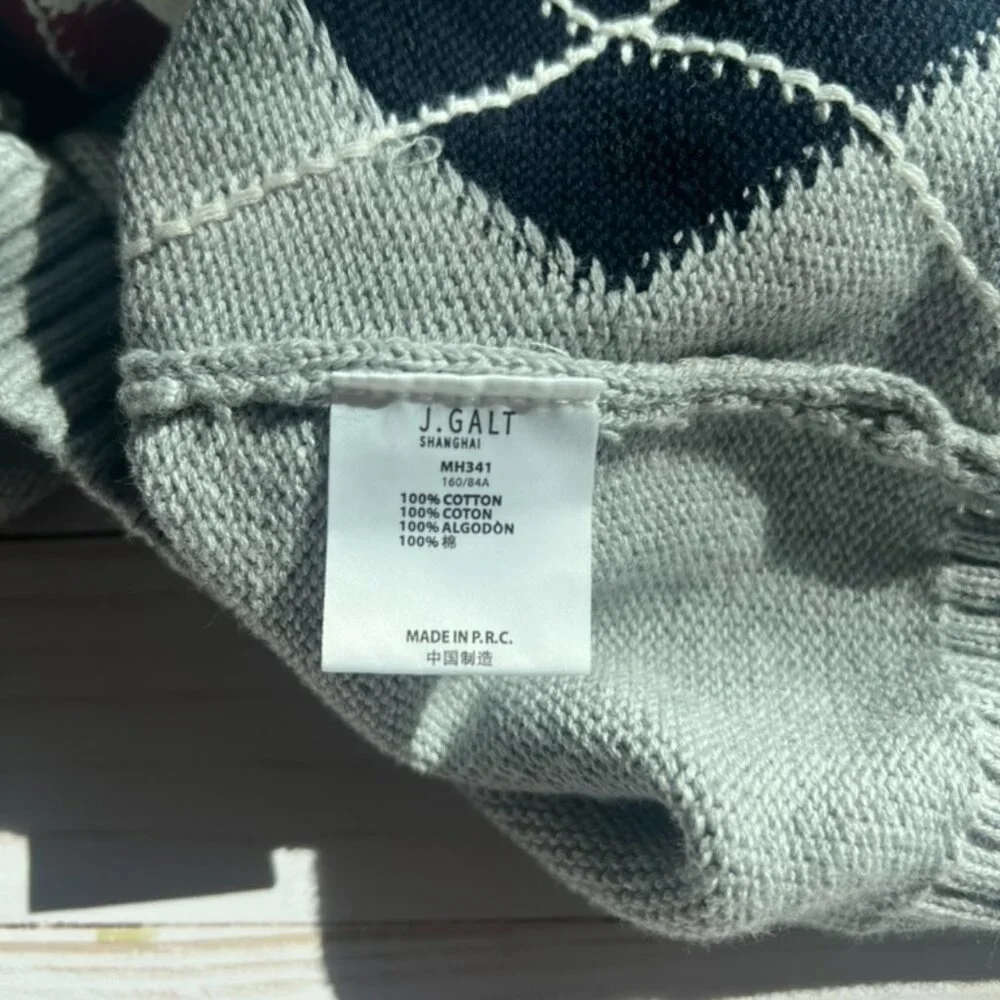 J.GALT
SHANGHAI
MH341
160/84A
100% COTTON
100% COTON
100% ALGODÒN
100% 棉
MADE IN P.R.C.
中国制造